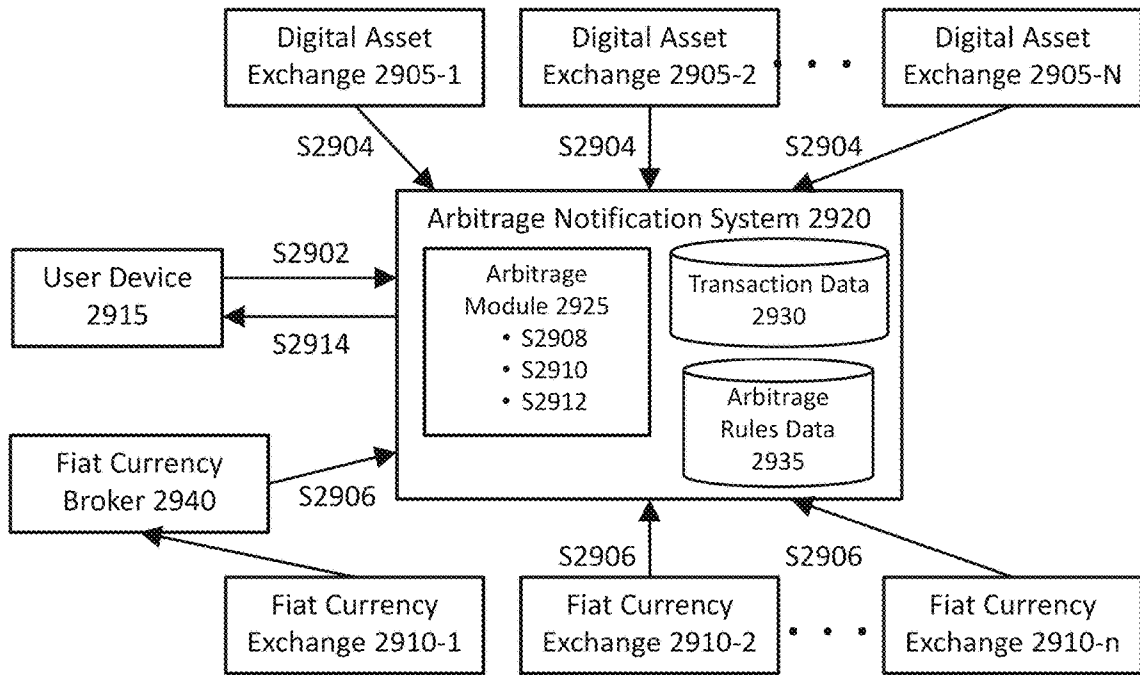 Digital Asset
Exchange 2905-1
Digital Asset
Exchange 2905-2
• • •
Digital Asset
Exchange 2905-N
S2904
S2904
S2904
Arbitrage Notification System 2920
S2902
User Device
2915
S2914
Arbitrage
Module 2925
• S2908
• S2910
• S2912
Transaction Data
2930
Arbitrage
Rules Data
2935
Fiat Currency
Broker 2940
S2906
S2906
S2906
Fiat Currency
Exchange 2910-1
Fiat Currency
Exchange 2910-2
• • •
Fiat Currency
Exchange 2910-n